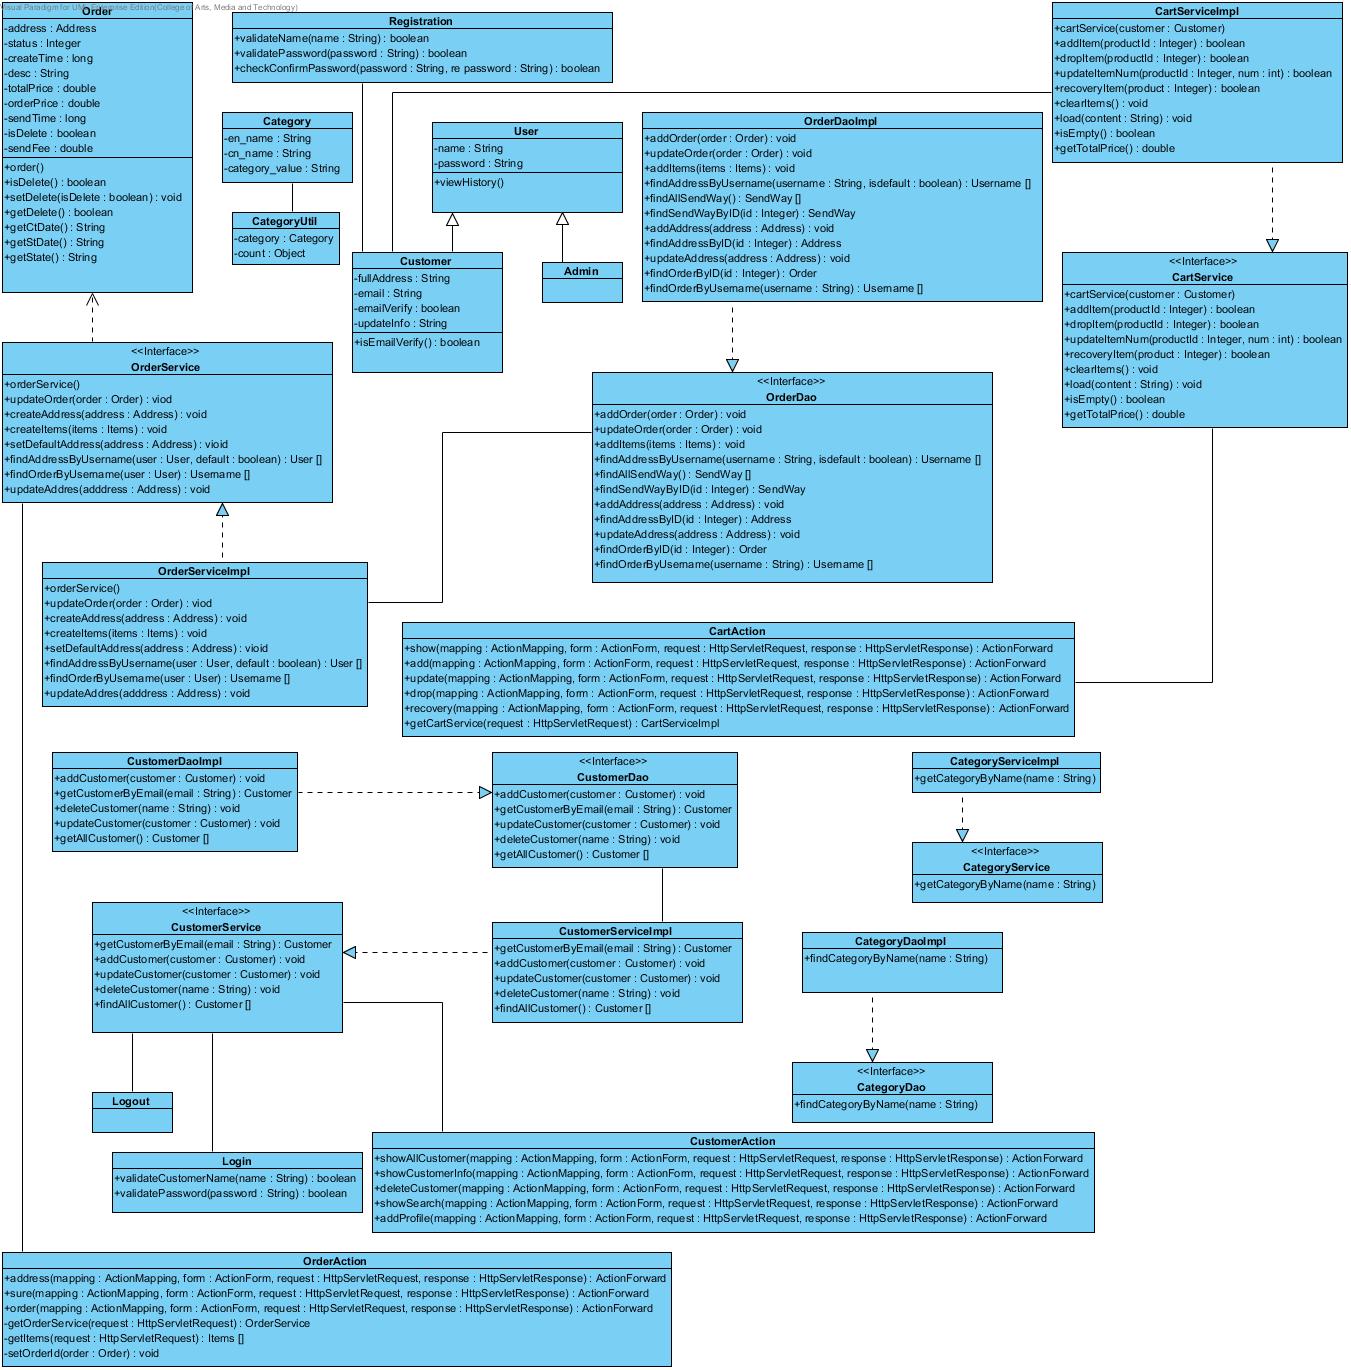 Visual Paradigm for UML Enterprise Edition(College of Arts, Media and Technology)
Order
-address : Address
-status : Integer
-createTime : long
-desc : String
-totalPrice : double
-orderPrice : double
-sendTime : long
-isDelete : boolean
-sendFee : double
+order()
+isDelete() : boolean
+setDelete(isDelete : boolean) : void
+getDelete() : boolean
+getCtDate() : String
+getStDate() : String
+getState() : String
Registration
+validateName(name : String) : boolean
+validatePassword(password : String) : boolean
+checkConfirmPassword(password : String, re password : String) : boolean
CartServiceImpl
+cartService(customer : Customer)
+addItem(productId : Integer) : boolean
+dropItem(productId : Integer) : boolean
+updateItemNum(productId : Integer, num : int) : boolean
+recoveryItem(product : Integer) : boolean
+clearItems() : void
+load(content : String) : void
+isEmpty() : boolean
+getTotalPrice() : double
Category
-en_name : String
-cn_name : String
-category_value : String
User
-name : String
-password : String
+viewHistory()
OrderDaoImpl
+addOrder(order : Order) : void
+updateOrder(order : Order) : void
+addItems(items : Items) : void
+findAddressByUsername(username : String, isdefault : boolean) : Username []
+findAllSendWay() : SendWay []
+findSendWayByID(id : Integer) : SendWay
+addAddress(address : Address) : void
+findAddressByID(id : Integer) : Address
+updateAddress(address : Address) : void
+findOrderByID(id : Integer) : Order
+findOrderByUsername(username : String) : Username []
CategoryUtil
-category : Category
-count : Object
Customer
-fullAddress : String
-email : String
-emailVerify : boolean
-updateInfo : String
+isEmailVerify() : boolean
Admin
<<Interface>>
CartService
+cartService(customer : Customer)
+addItem(productId : Integer) : boolean
+dropItem(productId : Integer) : boolean
+updateItemNum(productId : Integer, num : int) : boolean
+recoveryItem(product : Integer) : boolean
+clearItems() : void
+load(content : String) : void
+isEmpty() : boolean
+getTotalPrice() : double
<<Interface>>
OrderService
+orderService()
+updateOrder(order : Order) : viod
+createAddress(address : Address) : void
+createItems(items : Items) : void
+setDefaultAddress(address : Address) : vioid
+findAddressByUsername(user : User, default : boolean) : User []
+findOrderByUsername(user : User) : Username []
+updateAddres(adddress : Address) : void
<<Interface>>
OrderDao
+addOrder(order : Order) : void
+updateOrder(order : Order) : void
+addItems(items : Items) : void
+findAddressByUsername(username : String, isdefault : boolean) : Username []
+findAllSendWay() : SendWay []
+findSendWayByID(id : Integer) : SendWay
+addAddress(address : Address) : void
+findAddressByID(id : Integer) : Address
+updateAddress(address : Address) : void
+findOrderByID(id : Integer) : Order
+findOrderByUsername(username : String) : Username []
OrderServiceImpl
+orderService()
+updateOrder(order : Order) : viod
+createAddress(address : Address) : void
+createItems(items : Items) : void
+setDefaultAddress(address : Address) : vioid
+findAddressByUsername(user : User, default : boolean) : User []
+findOrderByUsername(user : User) : Username []
+updateAddres(adddress : Address) : void
CartAction
+show(mapping : ActionMapping, form : ActionForm, request : HttpServletRequest, response : HttpServletResponse) : ActionForward
+add(mapping : ActionMapping, form : ActionForm, request : HttpServletRequest, response : HttpServletResponse) : ActionForward
+update(mapping : ActionMapping, form : ActionForm, request : HttpServletRequest, response : HttpServletResponse) : ActionForward
+drop(mapping : ActionMapping, form : ActionForm, request : HttpServletRequest, response : HttpServletResponse) : ActionForward
+recovery(mapping : ActionMapping, form : ActionForm, request : HttpServletRequest, response : HttpServletResponse) : ActionForward
+getCartService(request : HttpServletRequest) : CartServiceImpl
CustomerDaoImpl
+addCustomer(customer : Customer) : void
+getCustomerByEmail(email : String) : Customer
+deleteCustomer(name : String) : void
+updateCustomer(customer : Customer) : void
+getAllCustomer() : Customer []
<<Interface>>
CustomerDao
+addCustomer(customer : Customer) : void
+getCustomerByEmail(email : String) : Customer
+updateCustomer(customer : Customer) : void
+deleteCustomer(name : String) : void
+getAllCustomer() : Customer []
CategoryServiceImpl
+getCategoryByName(name : String)
<<Interface>>
CategoryService
+getCategoryByName(name : String)
<<Interface>>
CustomerService
+getCustomerByEmail(email : String) : Customer
+addCustomer(customer : Customer) : void
+updateCustomer(customer : Customer) : void
+deleteCustomer(name : String) : void
+findAllCustomer() : Customer []
CustomerServiceImpl
+getCustomerByEmail(email : String) : Customer
+addCustomer(customer : Customer) : void
+updateCustomer(customer : Customer) : void
+deleteCustomer(name : String) : void
+findAllCustomer() : Customer []
CategoryDaoImpl
+findCategoryByName(name : String)
<<Interface>>
CategoryDao
+findCategoryByName(name : String)
Logout
Login
+validateCustomerName(name : String) : boolean
+validatePassword(password : String) : boolean
CustomerAction
+showAllCustomer(mapping : ActionMapping, form : ActionForm, request : HttpServletRequest, response : HttpServletResponse) : ActionForward
+showCustomerInfo(mapping : ActionMapping, form : ActionForm, request : HttpServletRequest, response : HttpServletResponse) : ActionForward
+deleteCustomer(mapping : ActionMapping, form : ActionForm, request : HttpServletRequest, response : HttpServletResponse) : ActionForward
+showSearch(mapping : ActionMapping, form : ActionForm, request : HttpServletRequest, response : HttpServletResponse) : ActionForward
+addProfile(mapping : ActionMapping, form : ActionForm, request : HttpServletRequest, response : HttpServletResponse) : ActionForward
OrderAction
+address(mapping : ActionMapping, form : ActionForm, request : HttpServletRequest, response : HttpServletResponse) : ActionForward
+sure(mapping : ActionMapping, form : ActionForm, request : HttpServletRequest, response : HttpServletResponse) : ActionForward
+order(mapping : ActionMapping, form : ActionForm, request : HttpServletRequest, response : HttpServletResponse) : ActionForward
-getOrderService(request : HttpServletRequest) : OrderService
-getItems(request : HttpServletRequest) : Items []
-setOrderId(order : Order) : void